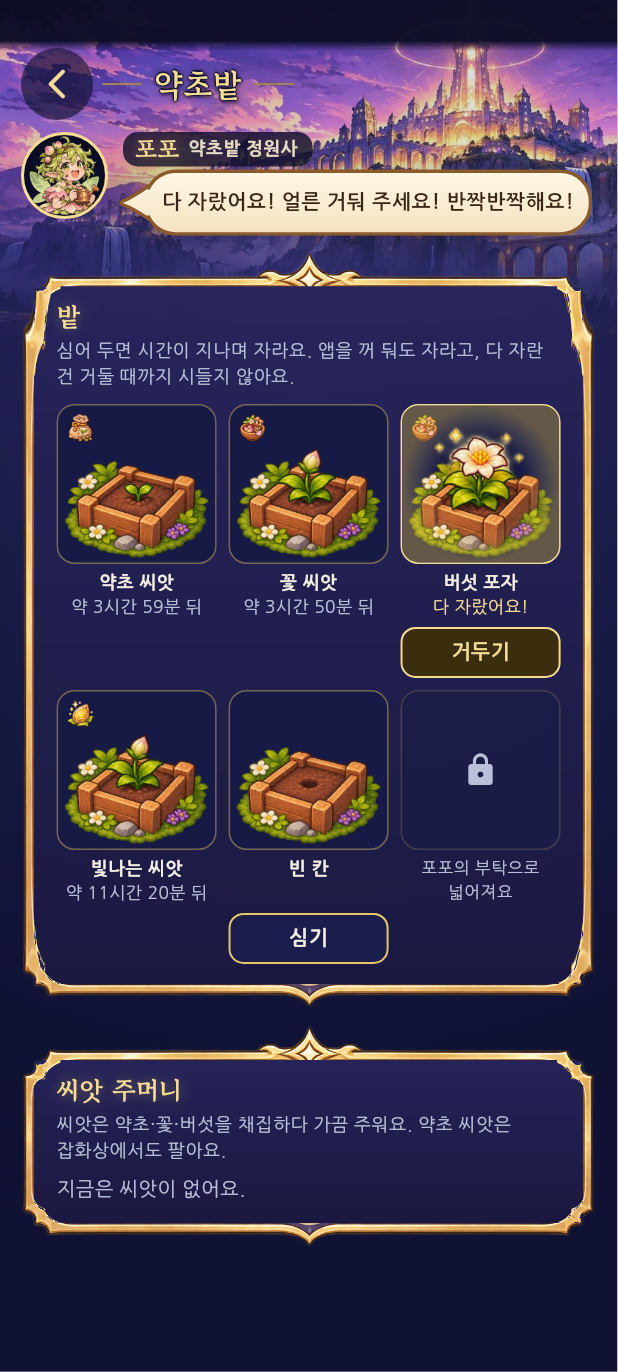 약초밭
포포 약초밭 정원사
다 자랐어요! 얼른 거둬 주세요! 반짝반짝해요!
밭
심어 두면 시간이 지나며 자라요. 앱을 꺼 둬도 자라고, 다 자란
건 거둘 때까지 시들지 않아요.
약초 씨앗
약 3시간 59분 뒤
꽃 씨앗
약 3시간 50분 뒤
버섯 포자
다 자랐어요!
거두기
빛나는 씨앗
약 11시간 20분 뒤
빈 칸
심기
포포의 부탁으로
넓어져요
씨앗 주머니
씨앗은 약초·꽃·버섯을 채집하다 가끔 주워요. 약초 씨앗은
잡화상에서도 팔아요.
지금은 씨앗이 없어요.